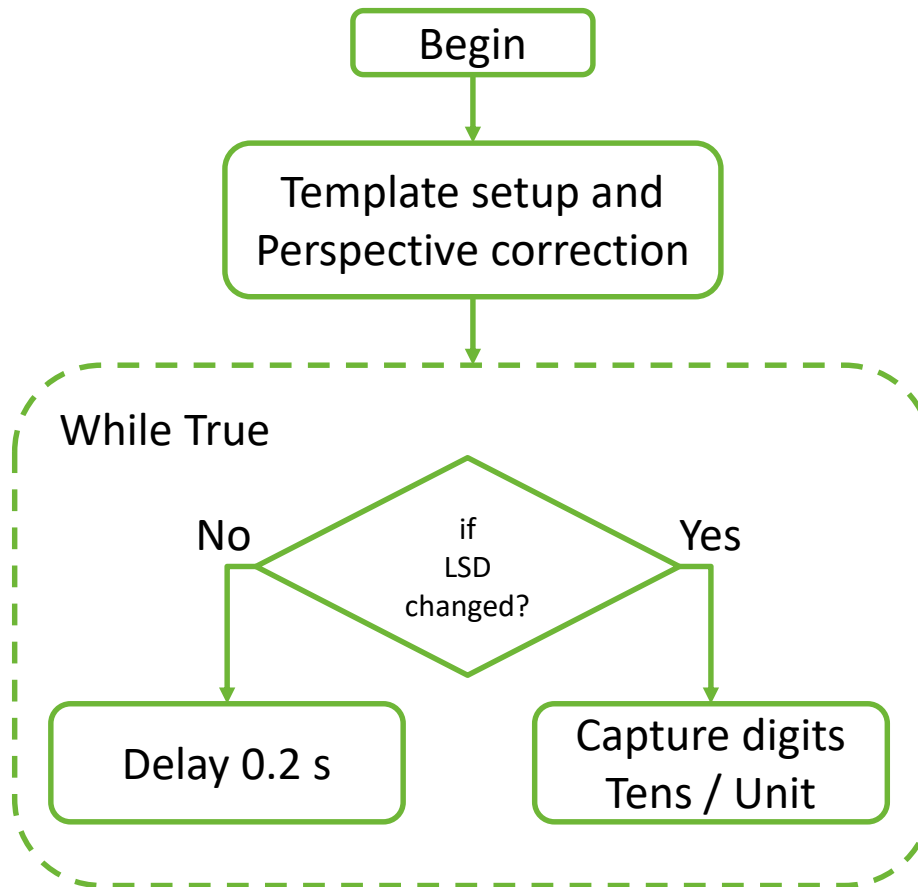 Begin
Template setup and
Perspective correction
While True
No
if
LSD
changed?
Yes
Delay 0.2 s
Capture digits
Tens / Unit